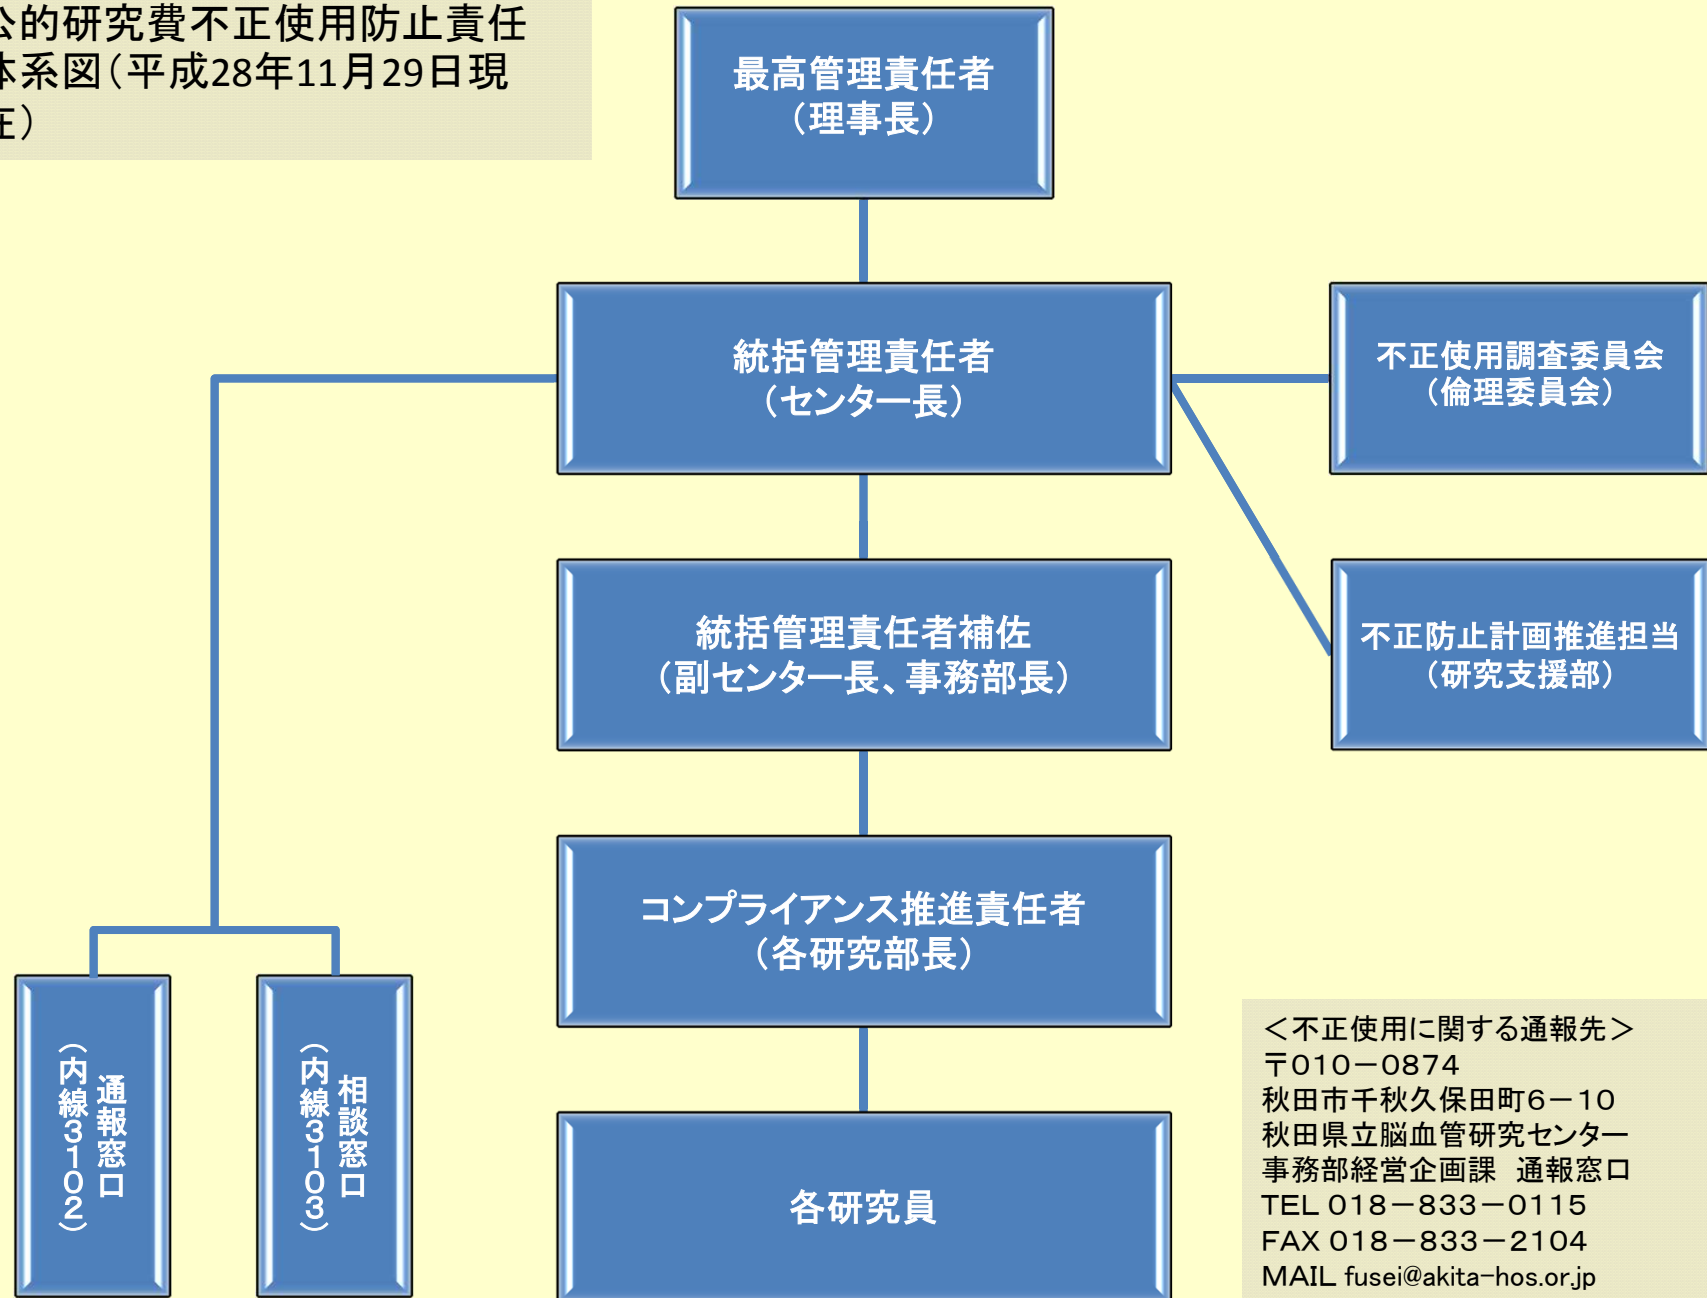 公的研究費不正使用防止責任
体系図（平成28年11月29日現
在）
最高管理責任者
（理事長）
統括管理責任者
（センター長）
不正使用調査委員会
（倫理委員会）
統括管理責任者補佐
（副センター長、事務部長）
不正防止計画推進担当
（研究支援部）
コンプライアンス推進責任者
（各研究部長）
通報窓口
（内線３１０２）
相談窓口
（内線３１０３）
各研究員
＜不正使用に関する通報先＞
〒０１０－０８７４
秋田市千秋久保田町６－１０
秋田県立脳血管研究センター
事務部経営企画課　通報窓口
TEL ０１８－８３３－０１１５
FAX ０１８－８３３－２１０４
MAIL fusei@akita-hos.or.jp